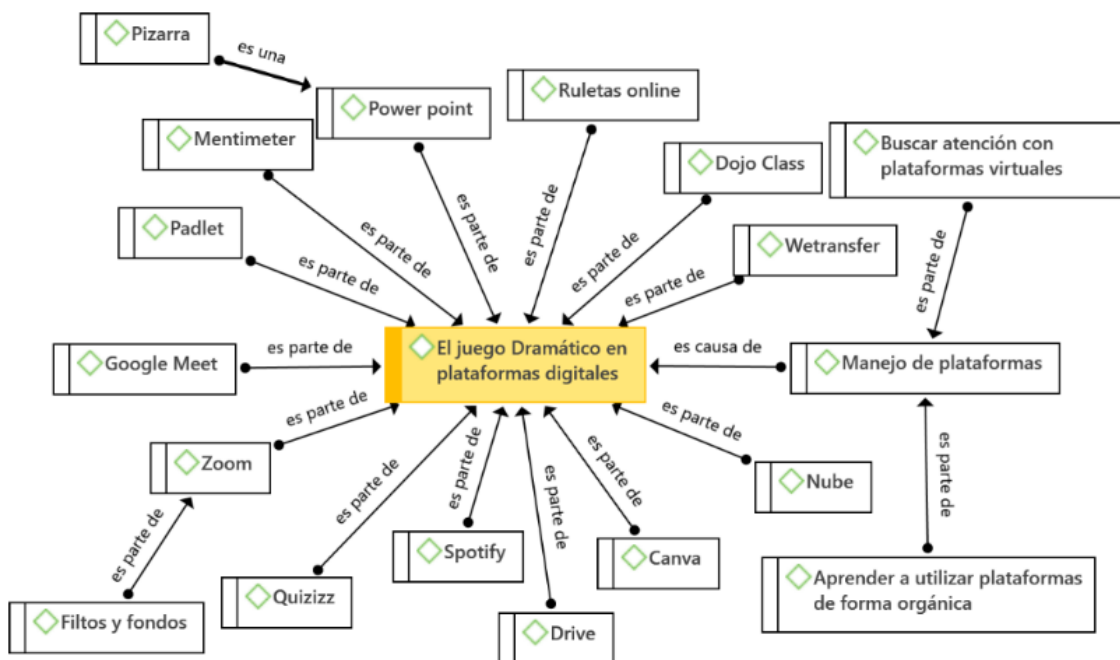 Pizarra
es una
Power point
Ruletas online
Mentimeter
Dojo Class
Buscar atención con
plataformas virtuales
Padlet
Wetransfer
es parte de
es parte de
es parte de
es parte de
es parte de
es parte de
es parte de
El juego Dramático en
plataformas digitales
Google Meet
es parte de
es causa de
Manejo de plataformas
es parte de
Zoom
es parte de
Nube
es parte de
es parte de
es parte de
es parte de
es parte de
es parte de
Spotify
Canva
Filtos y fondos
Quizizz
Drive
Aprender a utilizar plataformas
de forma orgánica